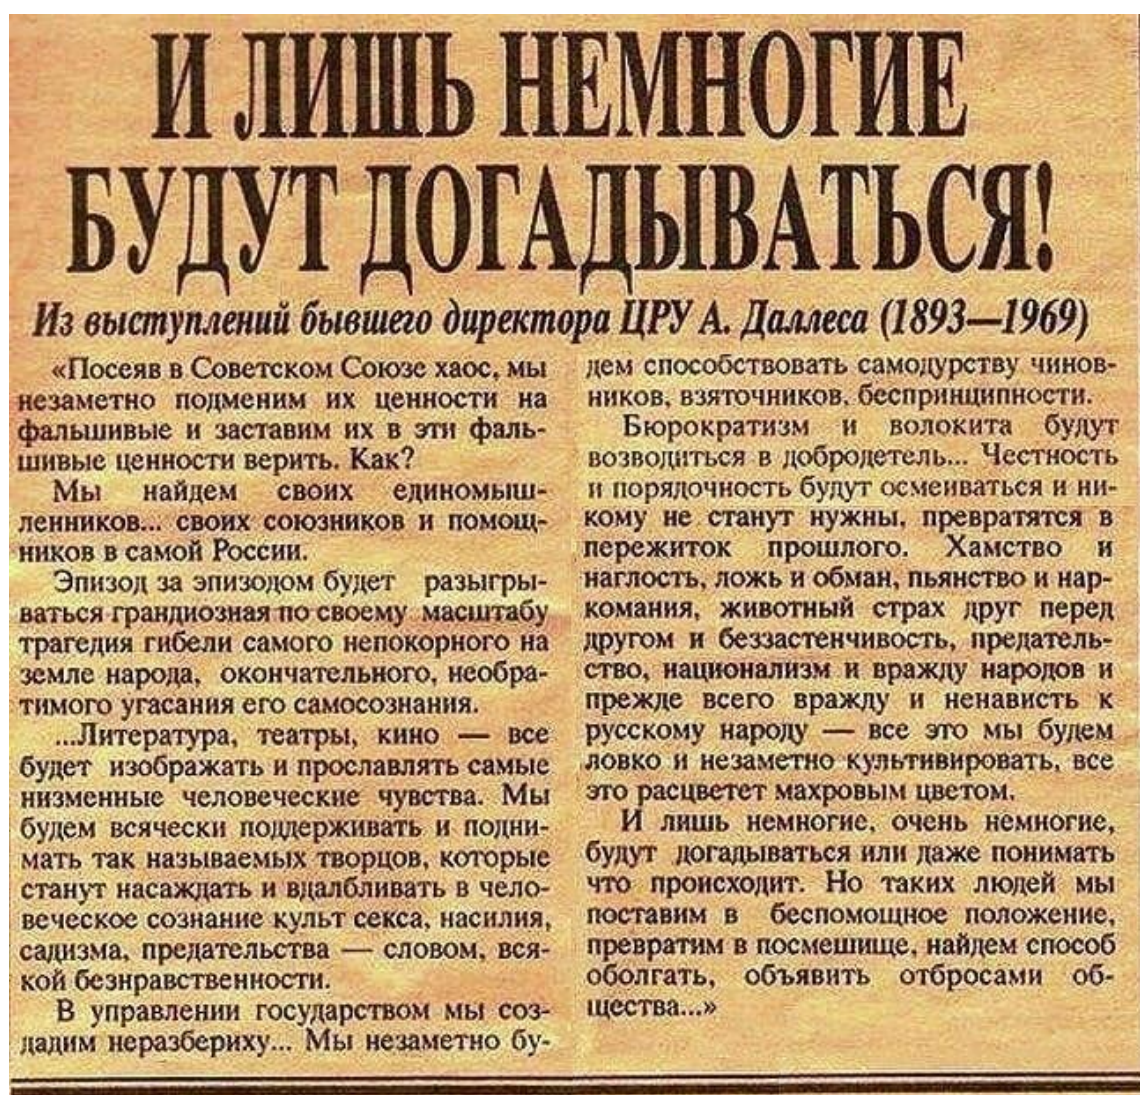 И ЛИШЬ НЕМНОГИЕ
БУДУТ ДОГАДЫВАТЬСЯ!
Из выступлений бывшего директора ЦРУ А. Даллеса (1893—1969)
«Посеяв в Советском Союзе хаос, мы
незаметно подменим их ценности на
фальшивые и заставим их в эти фаль-
шивые ценности верить. Как?
Мы найдем своих единомыш-
ленников... своих союзников и помощ-
ников в самой России.
Эпизод за эпизодом будет разыгры-
ваться грандиозная по своему масштабу
трагедия гибели самого непокорного на
земле народа, окончательного, необра-
тимого угасания его самосознания.
...Литература, театры, кино — все
будет изображать и прославлять самые
низменные человеческие чувства. Мы
будем всячески поддерживать и подни-
мать так называемых творцов, которые
станут насаждать и вдалбливать в чело-
веческое сознание культ секса, насилия,
садизма, предательства — словом, вся-
кой безнравственности.
В управлении государством мы соз-
дадим неразбериху... Мы незаметно бу-
дем способствовать самодурству чинов-
ников, взяточников, беспринципности.
Бюрократизм и волокита будут
возводиться в добродетель... Честность
и порядочность будут осмеиваться и ни-
кому не станут нужны, превратятся в
пережиток прошлого. Хамство и
наглость, ложь и обман, пьянство и нар-
комания, животный страх друг перед
другом и беззастенчивость, предатель-
ство, национализм и вражду народов и
прежде всего вражду и ненависть к
русскому народу — все это мы будем
ловко и незаметно культивировать, все
это расцветет махровым цветом.
И лишь немногие, очень немногие,
будут догадываться или даже понимать
что происходит. Но таких людей мы
поставим в беспомощное положение,
превратим в посмешище, найдем способ
оболгать, объявить отбросами об-
щества...»